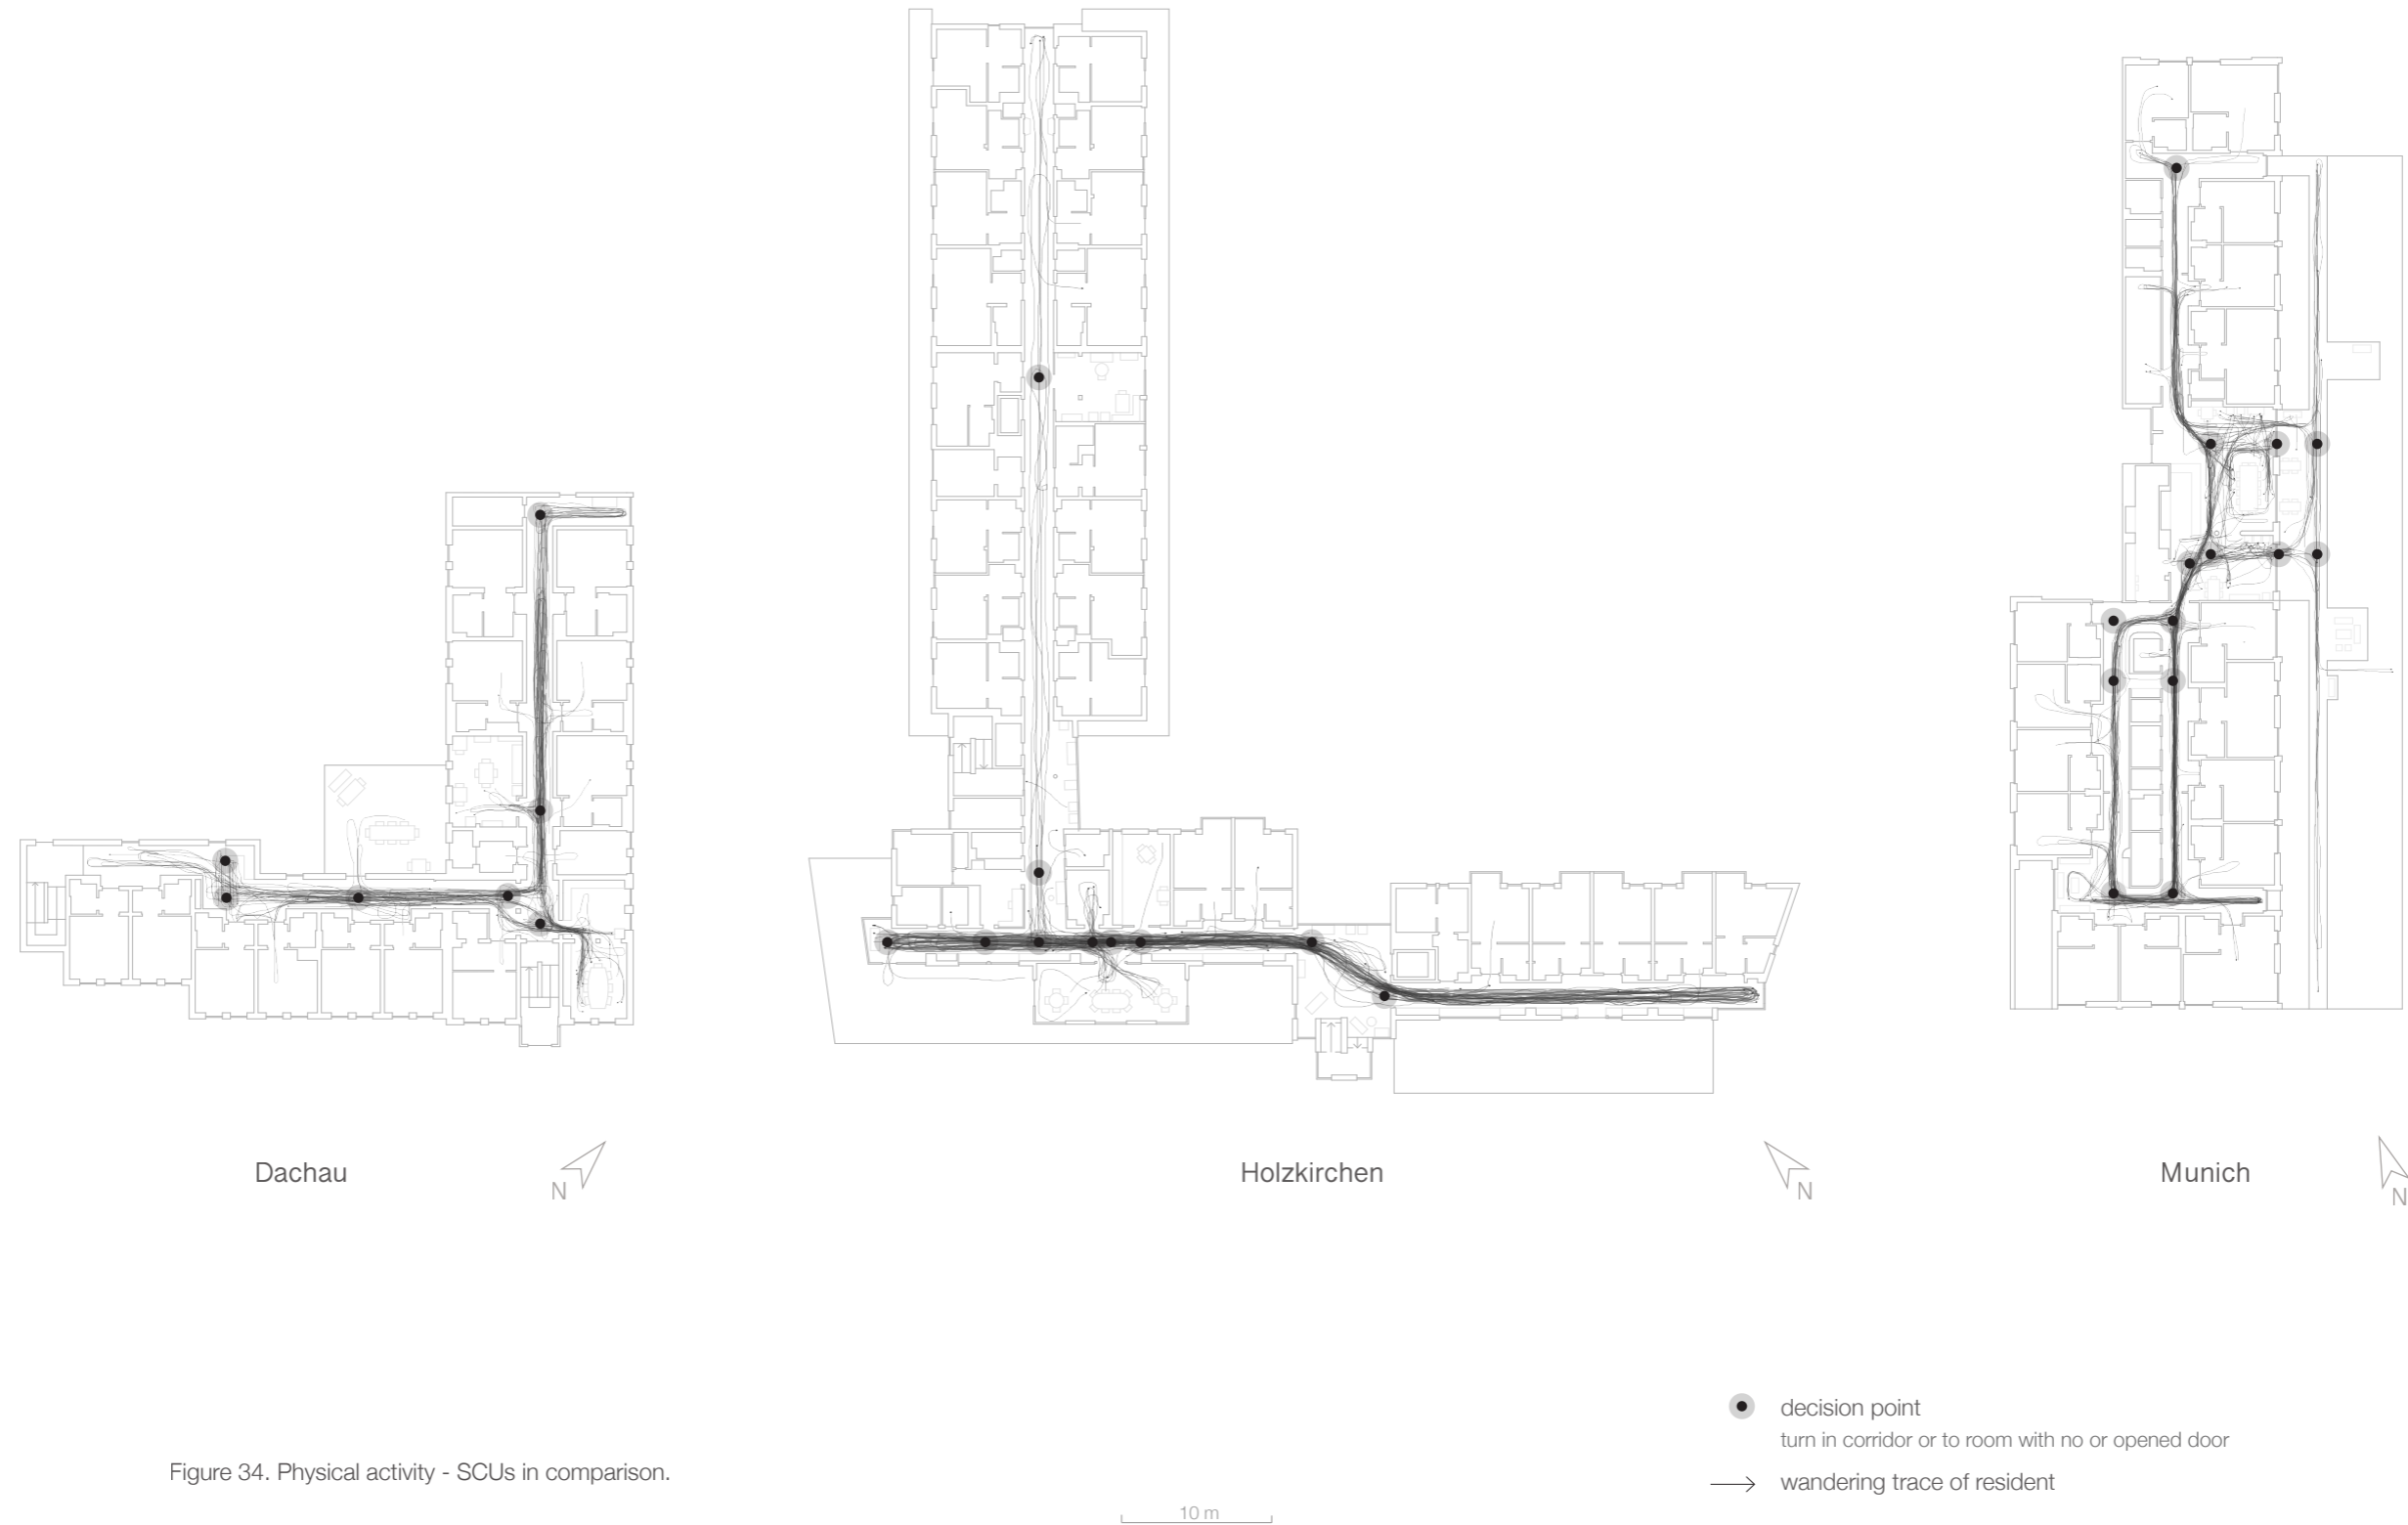 Dachau
N
Holzkirchen
N
Munich
N
decision point
turn in corridor or to room with no or opened door
wandering trace of resident
Figure 34. Physical activity - SCUs in comparison.
10 m